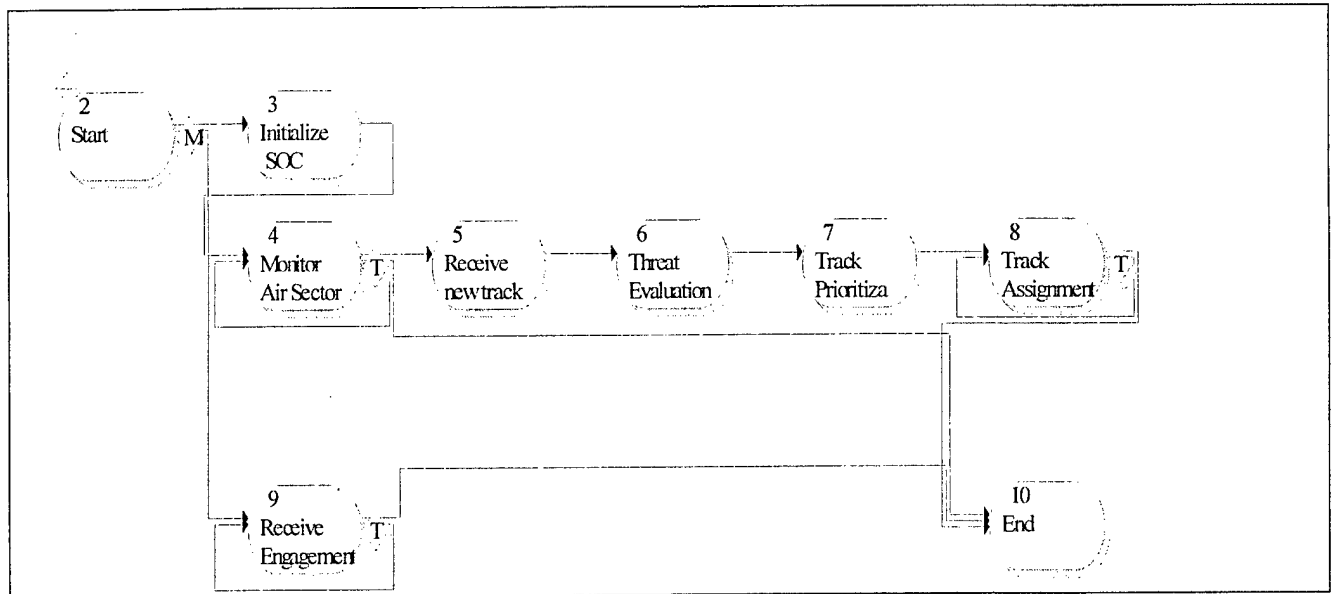 2
Start
M
3
Initialize
SOC
4
Monitor
Air Sector
T
5
Receive
new track
6
Threat
Evaluation
7
Track
Prioritiza
8
Track
Assignment
T
9
Receive
Engagement
T
10
End